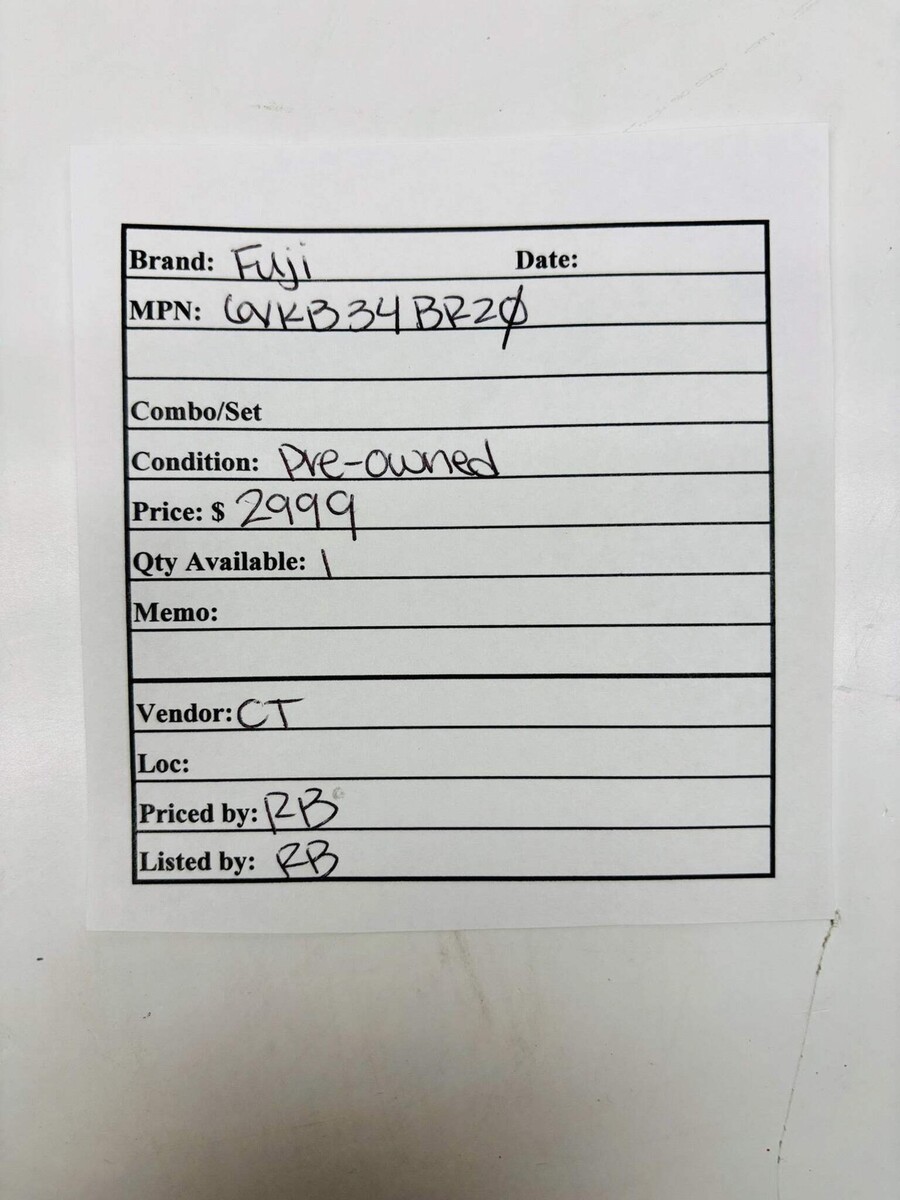 Brand: Fuji Date:
MPN: 6VKB34BR20
Combo/Set
Condition: Pre-owned
Price: $ 2999
Qty Available: 1
Memo:
Vendor: CT
Loc:
Priced by: RB
Listed by: RB